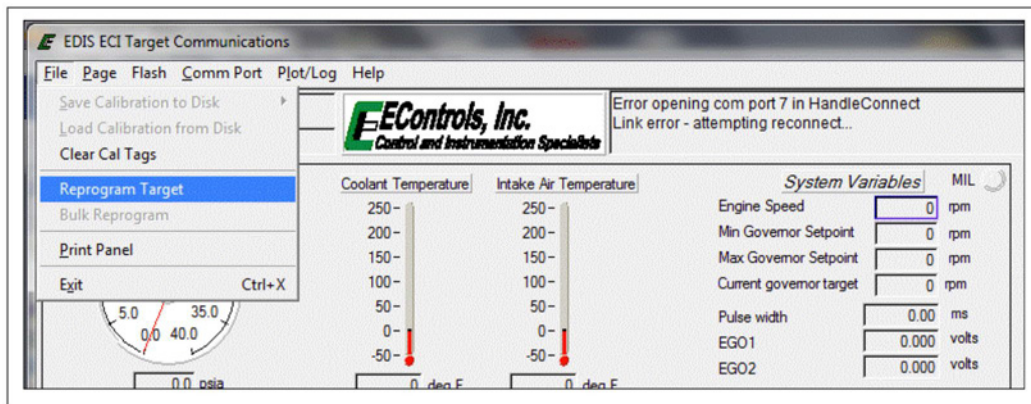 EDIS ECI Target Communications
File Page Flash Comm Port Plot/Log Help
Save Calibration to Disk
Load Calibration from Disk
Clear Cal Tags
Reprogram Target
Bulk Reprogram
Print Panel
Exit Ctrl+X
EControls, Inc.
Control and Instrumentation Specialists
Error opening com port 7 in HandleConnect
Link error - attempting reconnect...
5.0 35.0
0.0 40.0
0.0 psia
Coolant Temperature
250
200
150
100
50
0
-50
0 deg F
Intake Air Temperature
250
200
150
100
50
0
-50
0 deg F
System Variables MIL
Engine Speed 0 rpm
Min Governor Setpoint 0 rpm
Max Governor Setpoint 0 rpm
Current governor target 0 rpm
Pulse width 0.00 ms
EGO1 0.000 volts
EGO2 0.000 volts